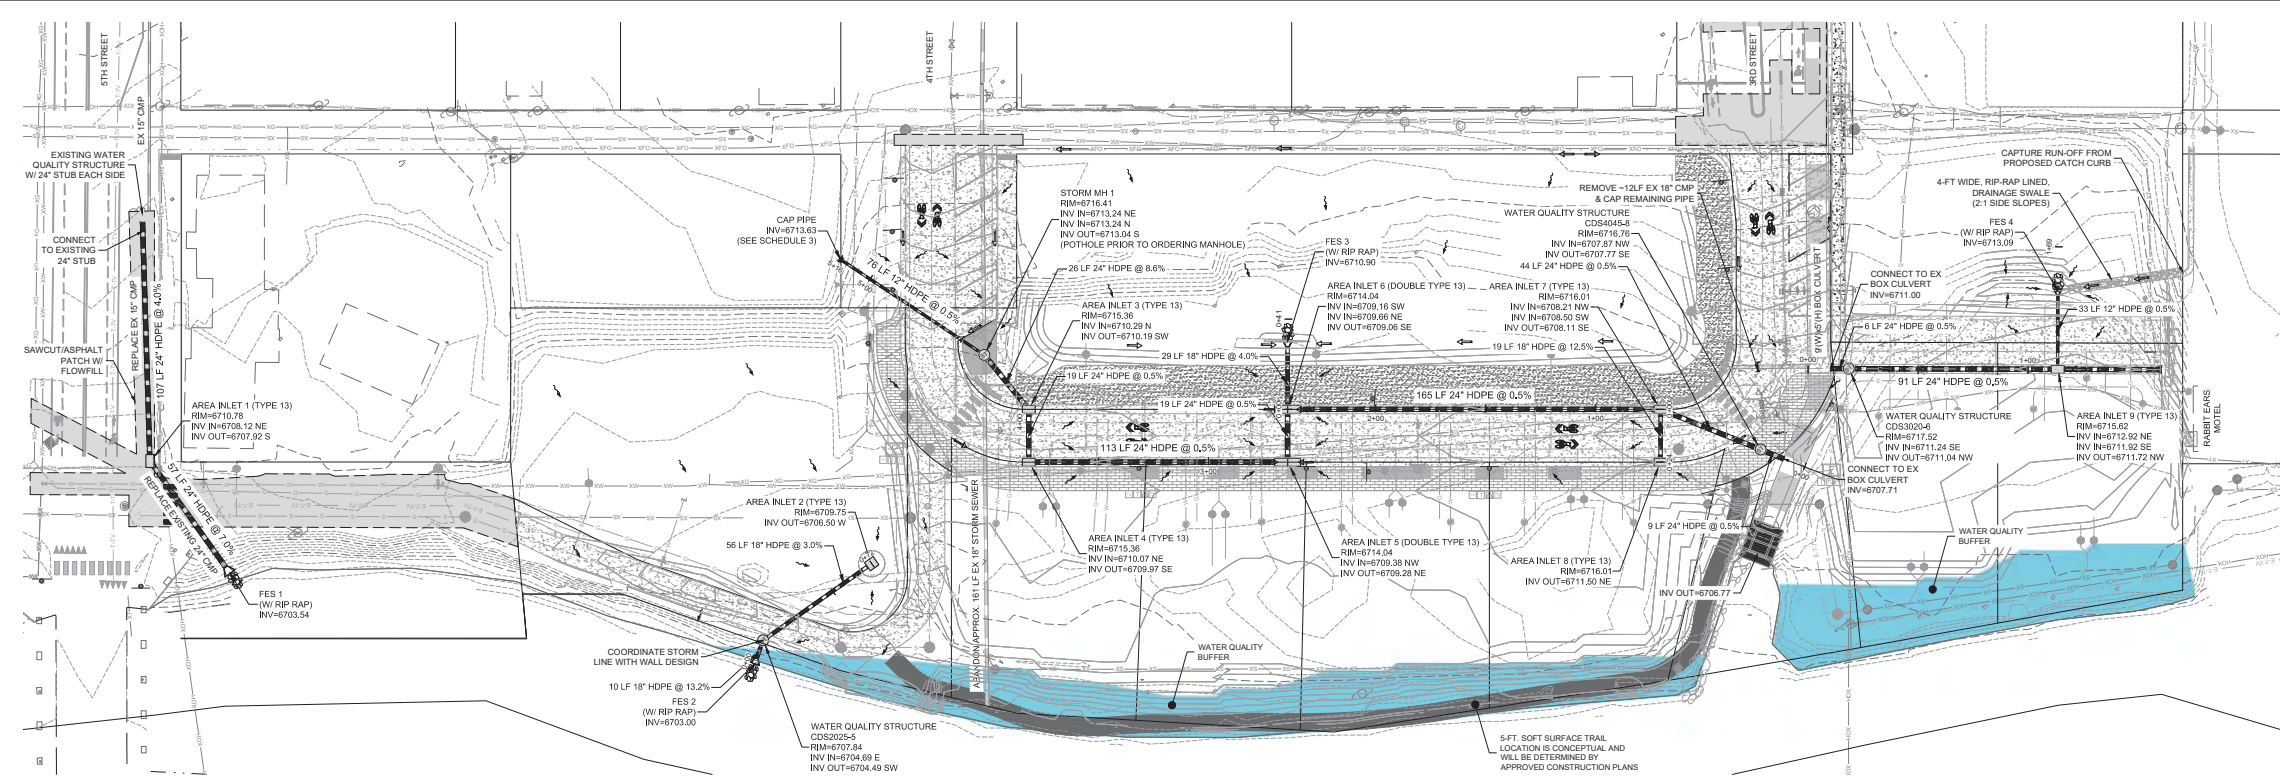 5TH STREET
EX 15" CMP
4TH STREET
3RD STREET
EXISTING WATER
QUALITY STRUCTURE
W/ 24" STUB EACH SIDE
CONNECT
TO EXISTING
24" STUB
REPLACE EX 15" CMP
107 LF 24" HDPE @ 4.0%
SAWCUT/ASPHALT
PATCH W/
FLOWFILL
AREA INLET 1 (TYPE 13)
RIM=6710.78
INV IN=6708.12 NE
INV OUT=6707.92 S
57 LF 24" HDPE @ 7.0%
REPLACE EXISTING 24" CMP
FES 1
(W/ RIP RAP)
INV=6703.54
CAP PIPE
INV=6713.63
(SEE SCHEDULE 3)
76 LF 12" HDPE @ 0.5%
STORM MH 1
RIM=6716.41
INV IN=6713.24 NE
INV IN=6713.24 N
INV OUT=6713.04 S
(POTHOLE PRIOR TO ORDERING MANHOLE)
26 LF 24" HDPE @ 8.6%
AREA INLET 3 (TYPE 13)
RIM=6715.36
INV IN=6710.29 N
INV OUT=6710.19 SW
29 LF 18" HDPE @ 4.0%
19 LF 24" HDPE @ 0.5%
19 LF 24" HDPE @ 0.5%
113 LF 24" HDPE @ 0.5%
FES 3
(W/ RIP RAP)
INV=6710.90
AREA INLET 6 (DOUBLE TYPE 13)
RIM=6714.04
INV IN=6709.16 SW
INV IN=6709.66 NE
INV OUT=6709.06 SE
165 LF 24" HDPE @ 0.5%
REMOVE ~12LF EX 18" CMP
& CAP REMAINING PIPE
WATER QUALITY STRUCTURE
CDS4045-8
RIM=6716.76
INV IN=6707.87 NW
INV OUT=6707.77 SE
44 LF 24" HDPE @ 0.5%
AREA INLET 7 (TYPE 13)
RIM=6716.01
INV IN=6708.21 NW
INV IN=6708.50 SW
INV OUT=6708.11 SE
19 LF 18" HDPE @ 12.5%
9'(W)X5'(H) BOX CULVERT
CAPTURE RUN-OFF FROM
PROPOSED CATCH CURB
4-FT WIDE, RIP-RAP LINED,
DRAINAGE SWALE
(2:1 SIDE SLOPES)
FES 4
(W/ RIP RAP)
INV=6713.09
CONNECT TO EX
BOX CULVERT
INV=6711.00
6 LF 24" HDPE @ 0.5%
33 LF 12" HDPE @ 0.5%
91 LF 24" HDPE @ 0.5%
WATER QUALITY STRUCTURE
CDS3020-6
RIM=6717.52
INV IN=6711.24 SE
INV OUT=6711.04 NW
AREA INLET 9 (TYPE 13)
RIM=6715.62
INV IN=6712.92 NE
INV IN=6711.92 SE
INV OUT=6711.72 NW
RABBIT EARS
MOTEL
CONNECT TO EX
BOX CULVERT
INV=6707.71
AREA INLET 2 (TYPE 13)
RIM=6709.75
INV OUT=6706.50 W
56 LF 18" HDPE @ 3.0%
ABANDON APPROX. 161 LF EX 18" STORM SEWER
AREA INLET 4 (TYPE 13)
RIM=6715.36
INV IN=6710.07 NE
INV OUT=6709.97 SE
AREA INLET 5 (DOUBLE TYPE 13)
RIM=6714.04
INV IN=6709.38 NW
INV OUT=6709.28 NE
AREA INLET 8 (TYPE 13)
RIM=6716.01
INV OUT=6711.50 NE
9 LF 24" HDPE @ 0.5%
INV OUT=6706.77
WATER QUALITY
BUFFER
WATER QUALITY
BUFFER
COORDINATE STORM
LINE WITH WALL DESIGN
10 LF 18" HDPE @ 13.2%
FES 2
(W/ RIP RAP)
INV=6703.00
WATER QUALITY STRUCTURE
CDS2025-5
RIM=6707.84
INV IN=6704.69 E
INV OUT=6704.49 SW
5-FT. SOFT SURFACE TRAIL
LOCATION IS CONCEPTUAL AND
WILL BE DETERMINED BY
APPROVED CONSTRUCTION PLANS